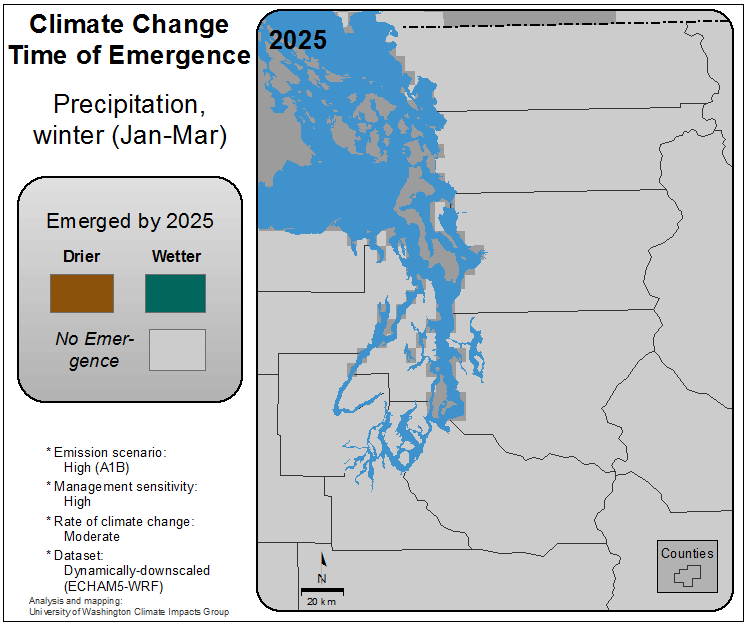 Climate Change
Time of Emergence
Precipitation,
winter (Jan-Mar)
Emerged by 2025
Drier Wetter
No Emer-
gence
* Emission scenario:
High (A1B)
* Management sensitivity:
High
* Rate of climate change:
Moderate
* Dataset:
Dynamically-downscaled
(ECHAM5-WRF)
Analysis and mapping:
University of Washington Climate Impacts Group
2025
N
20 km
Counties